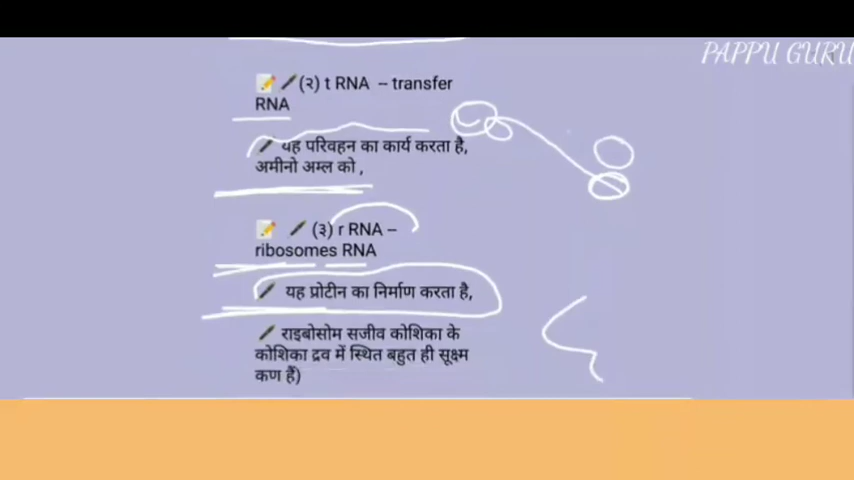 PAPPU GURU
📝🖋(२) t RNA – transfer
RNA
🖋 यह परिवहन का कार्य करता है,
अमीनो अम्ल को ,
📝 🖋 (३) r RNA –
ribosomes RNA
🖋 यह प्रोटीन का निर्माण करता है,
🖋 राइबोसोम सजीव कोशिका के
कोशिका द्रव में स्थित बहुत ही सूक्ष्म
कण हैं)